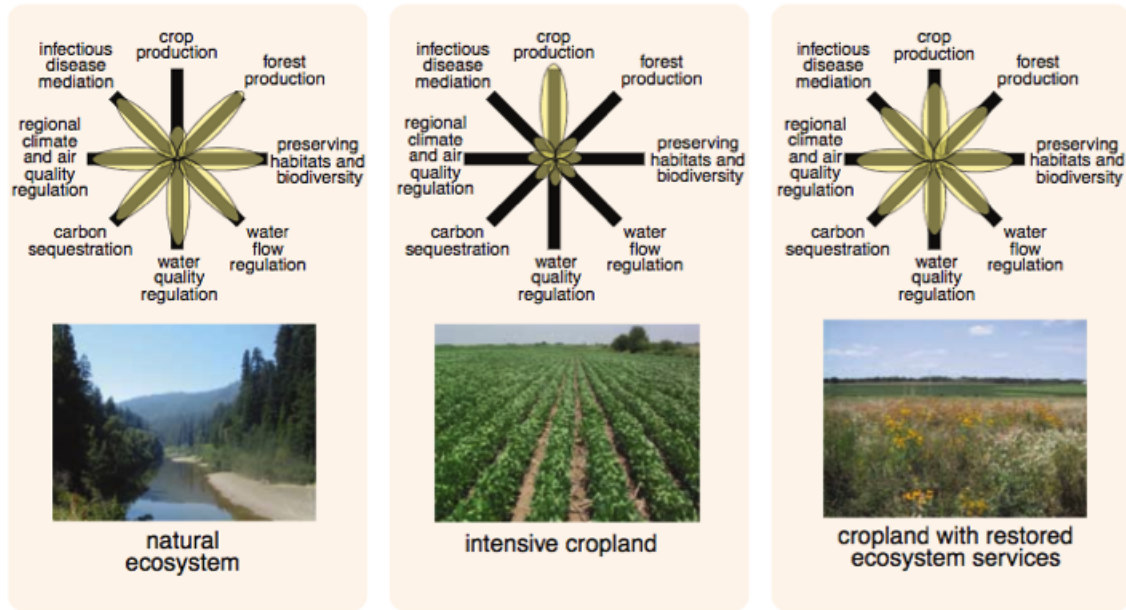 crop
production
infectious
disease
mediation
forest
production
regional
climate
and air
quality
regulation
preserving
habitats and
biodiversity
carbon
sequestration
water
flow
regulation
water
quality
regulation
natural
ecosystem
crop
production
infectious
disease
mediation
forest
production
regional
climate
and air
quality
regulation
preserving
habitats and
biodiversity
carbon
sequestration
water
flow
regulation
water
quality
regulation
intensive cropland
crop
production
infectious
disease
mediation
forest
production
regional
climate
and air
quality
regulation
preserving
habitats and
biodiversity
carbon
sequestration
water
flow
regulation
water
quality
regulation
cropland with restored
ecosystem services